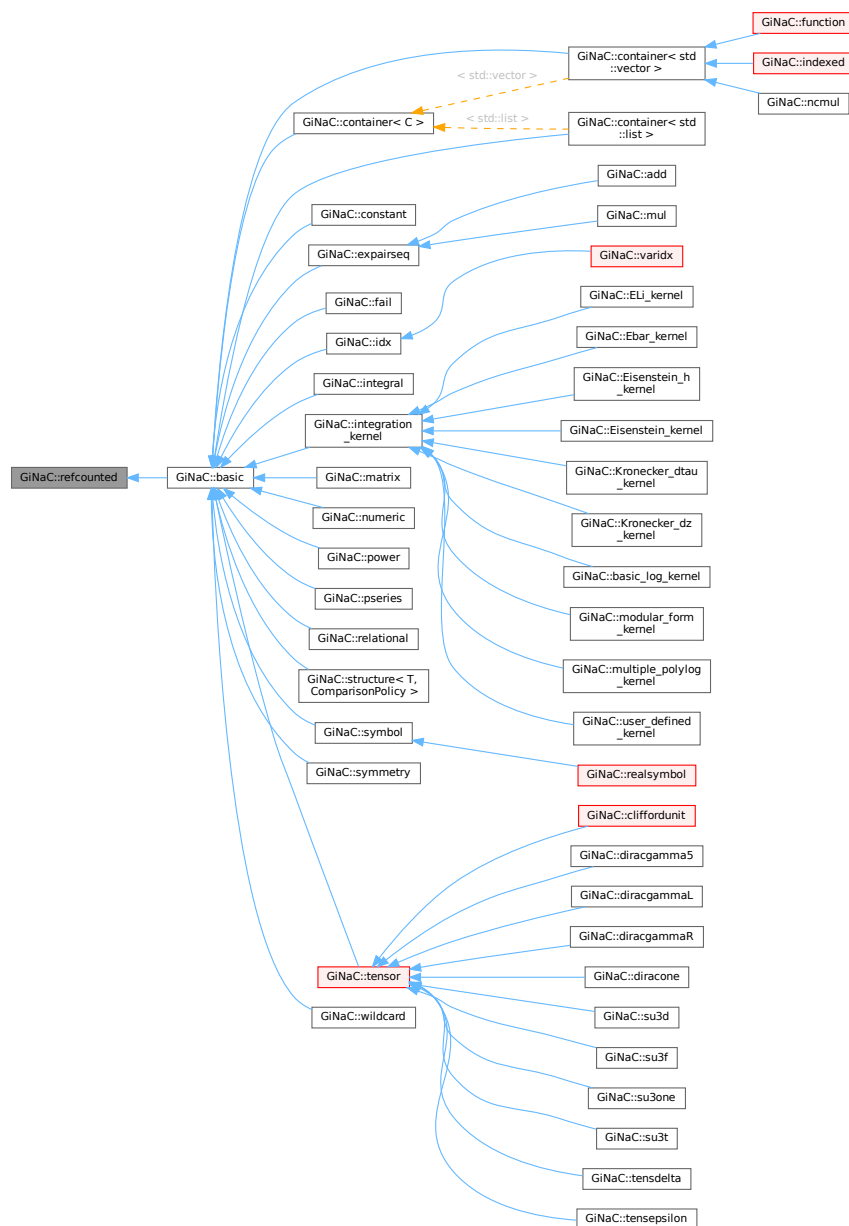 GiNaC::function
GiNaC::container< std
::vector >
GiNaC::indexed
< std::vector >
GiNaC::ncmul
GiNaC::container< C >
< std::list >
GiNaC::container< std
::list >
GiNaC::add
GiNaC::constant
GiNaC::mul
GiNaC::expairseq
GiNaC::varidx
GiNaC::fail
GiNaC::ELi_kernel
GiNaC::idx
GiNaC::Ebar_kernel
GiNaC::integral
GiNaC::Eisenstein_h
_kernel
GiNaC::integration
_kernel
GiNaC::Eisenstein_kernel
GiNaC::refcounted
GiNaC::basic
GiNaC::matrix
GiNaC::Kronecker_dtau
_kernel
GiNaC::numeric
GiNaC::Kronecker_dz
_kernel
GiNaC::power
GiNaC::basic_log_kernel
GiNaC::pseries
GiNaC::modular_form
_kernel
GiNaC::relational
GiNaC::structure< T,
ComparisonPolicy >
GiNaC::multiple_polylog
_kernel
GiNaC::symbol
GiNaC::user_defined
_kernel
GiNaC::symmetry
GiNaC::realsymbol
GiNaC::cliffordunit
GiNaC::diracgamma5
GiNaC::diracgammaL
GiNaC::diracgammaR
GiNaC::tensor
GiNaC::diracone
GiNaC::wildcard
GiNaC::su3d
GiNaC::su3f
GiNaC::su3one
GiNaC::su3t
GiNaC::tensdelta
GiNaC::tensepsilon